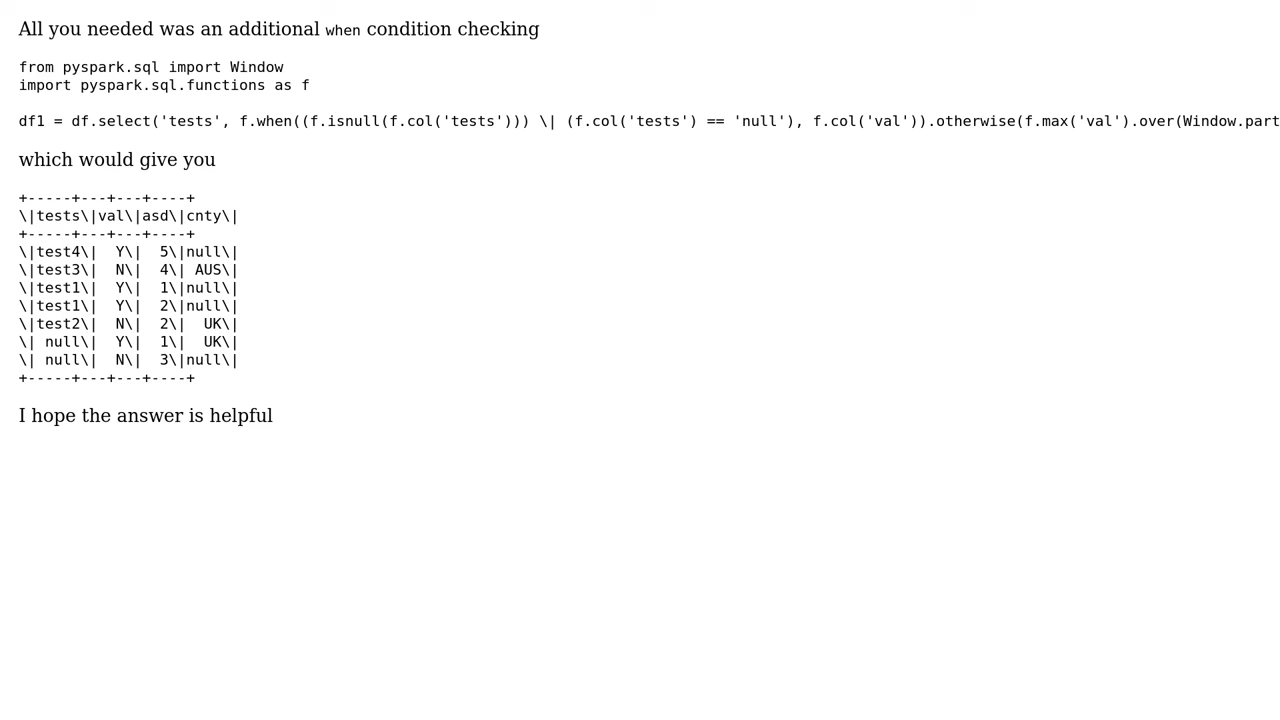 All you needed was an additional when condition checking
from pyspark.sql import Window
import pyspark.sql.functions as f
df1 = df.select('tests', f.when((f.isnull(f.col('tests'))) \| (f.col('tests') == 'null'), f.col('val')).otherwise(f.max('val').over(Window.part
which would give you
+-----+---+---+----+
\|tests\|val\|asd\|cnty\|
+-----+---+---+----+
\|test4\|  Y\|  5\|null\|
\|test3\|  N\|  4\| AUS\|
\|test1\|  Y\|  1\|null\|
\|test1\|  Y\|  2\|null\|
\|test2\|  N\|  2\|  UK\|
\| null\|  Y\|  1\|  UK\|
\| null\|  N\|  3\|null\|
+-----+---+---+----+
I hope the answer is helpful